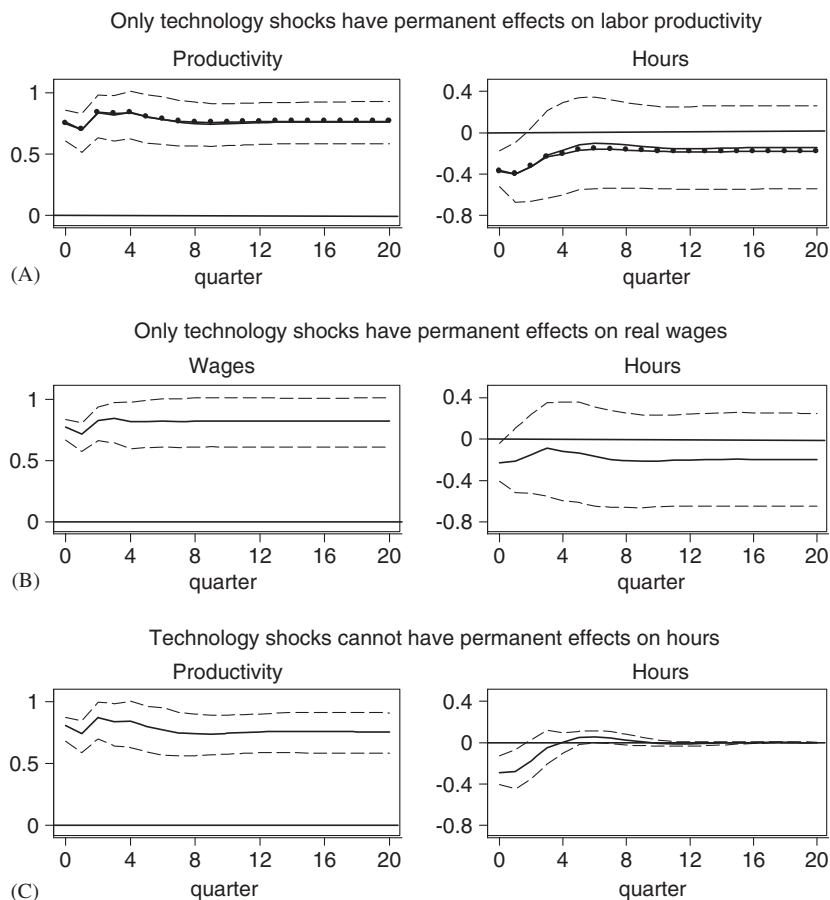 Only technology shocks have permanent effects on labor productivity
Productivity
Hours
1
0.5
0
0.4
0
-0.4
-0.8
0 4 8 12 16 20
0 4 8 12 16 20
(A)
quarter
quarter
Only technology shocks have permanent effects on real wages
Wages
Hours
1
0.5
0
0.4
0
-0.4
-0.8
0 4 8 12 16 20
0 4 8 12 16 20
(B)
quarter
quarter
Technology shocks cannot have permanent effects on hours
Productivity
Hours
1
0.5
0
0.4
0
-0.4
-0.8
0 4 8 12 16 20
0 4 8 12 16 20
(C)
quarter
quarter